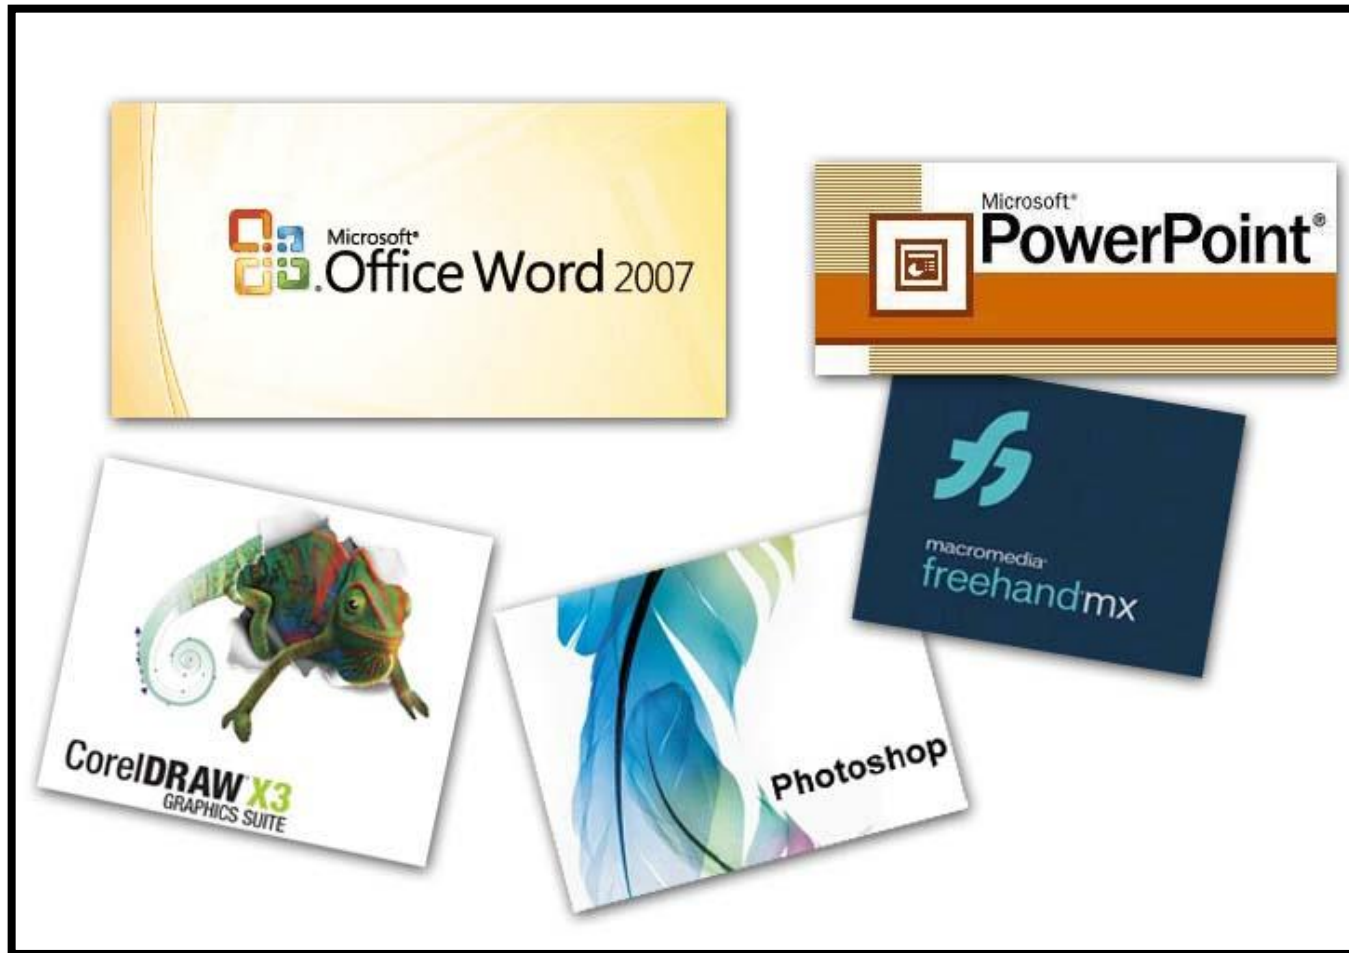 Microsoft®
Office Word 2007
Microsoft®
PowerPoint®
macromedia®
freehand mx
CorelDRAW® X3
GRAPHICS SUITE
Photoshop